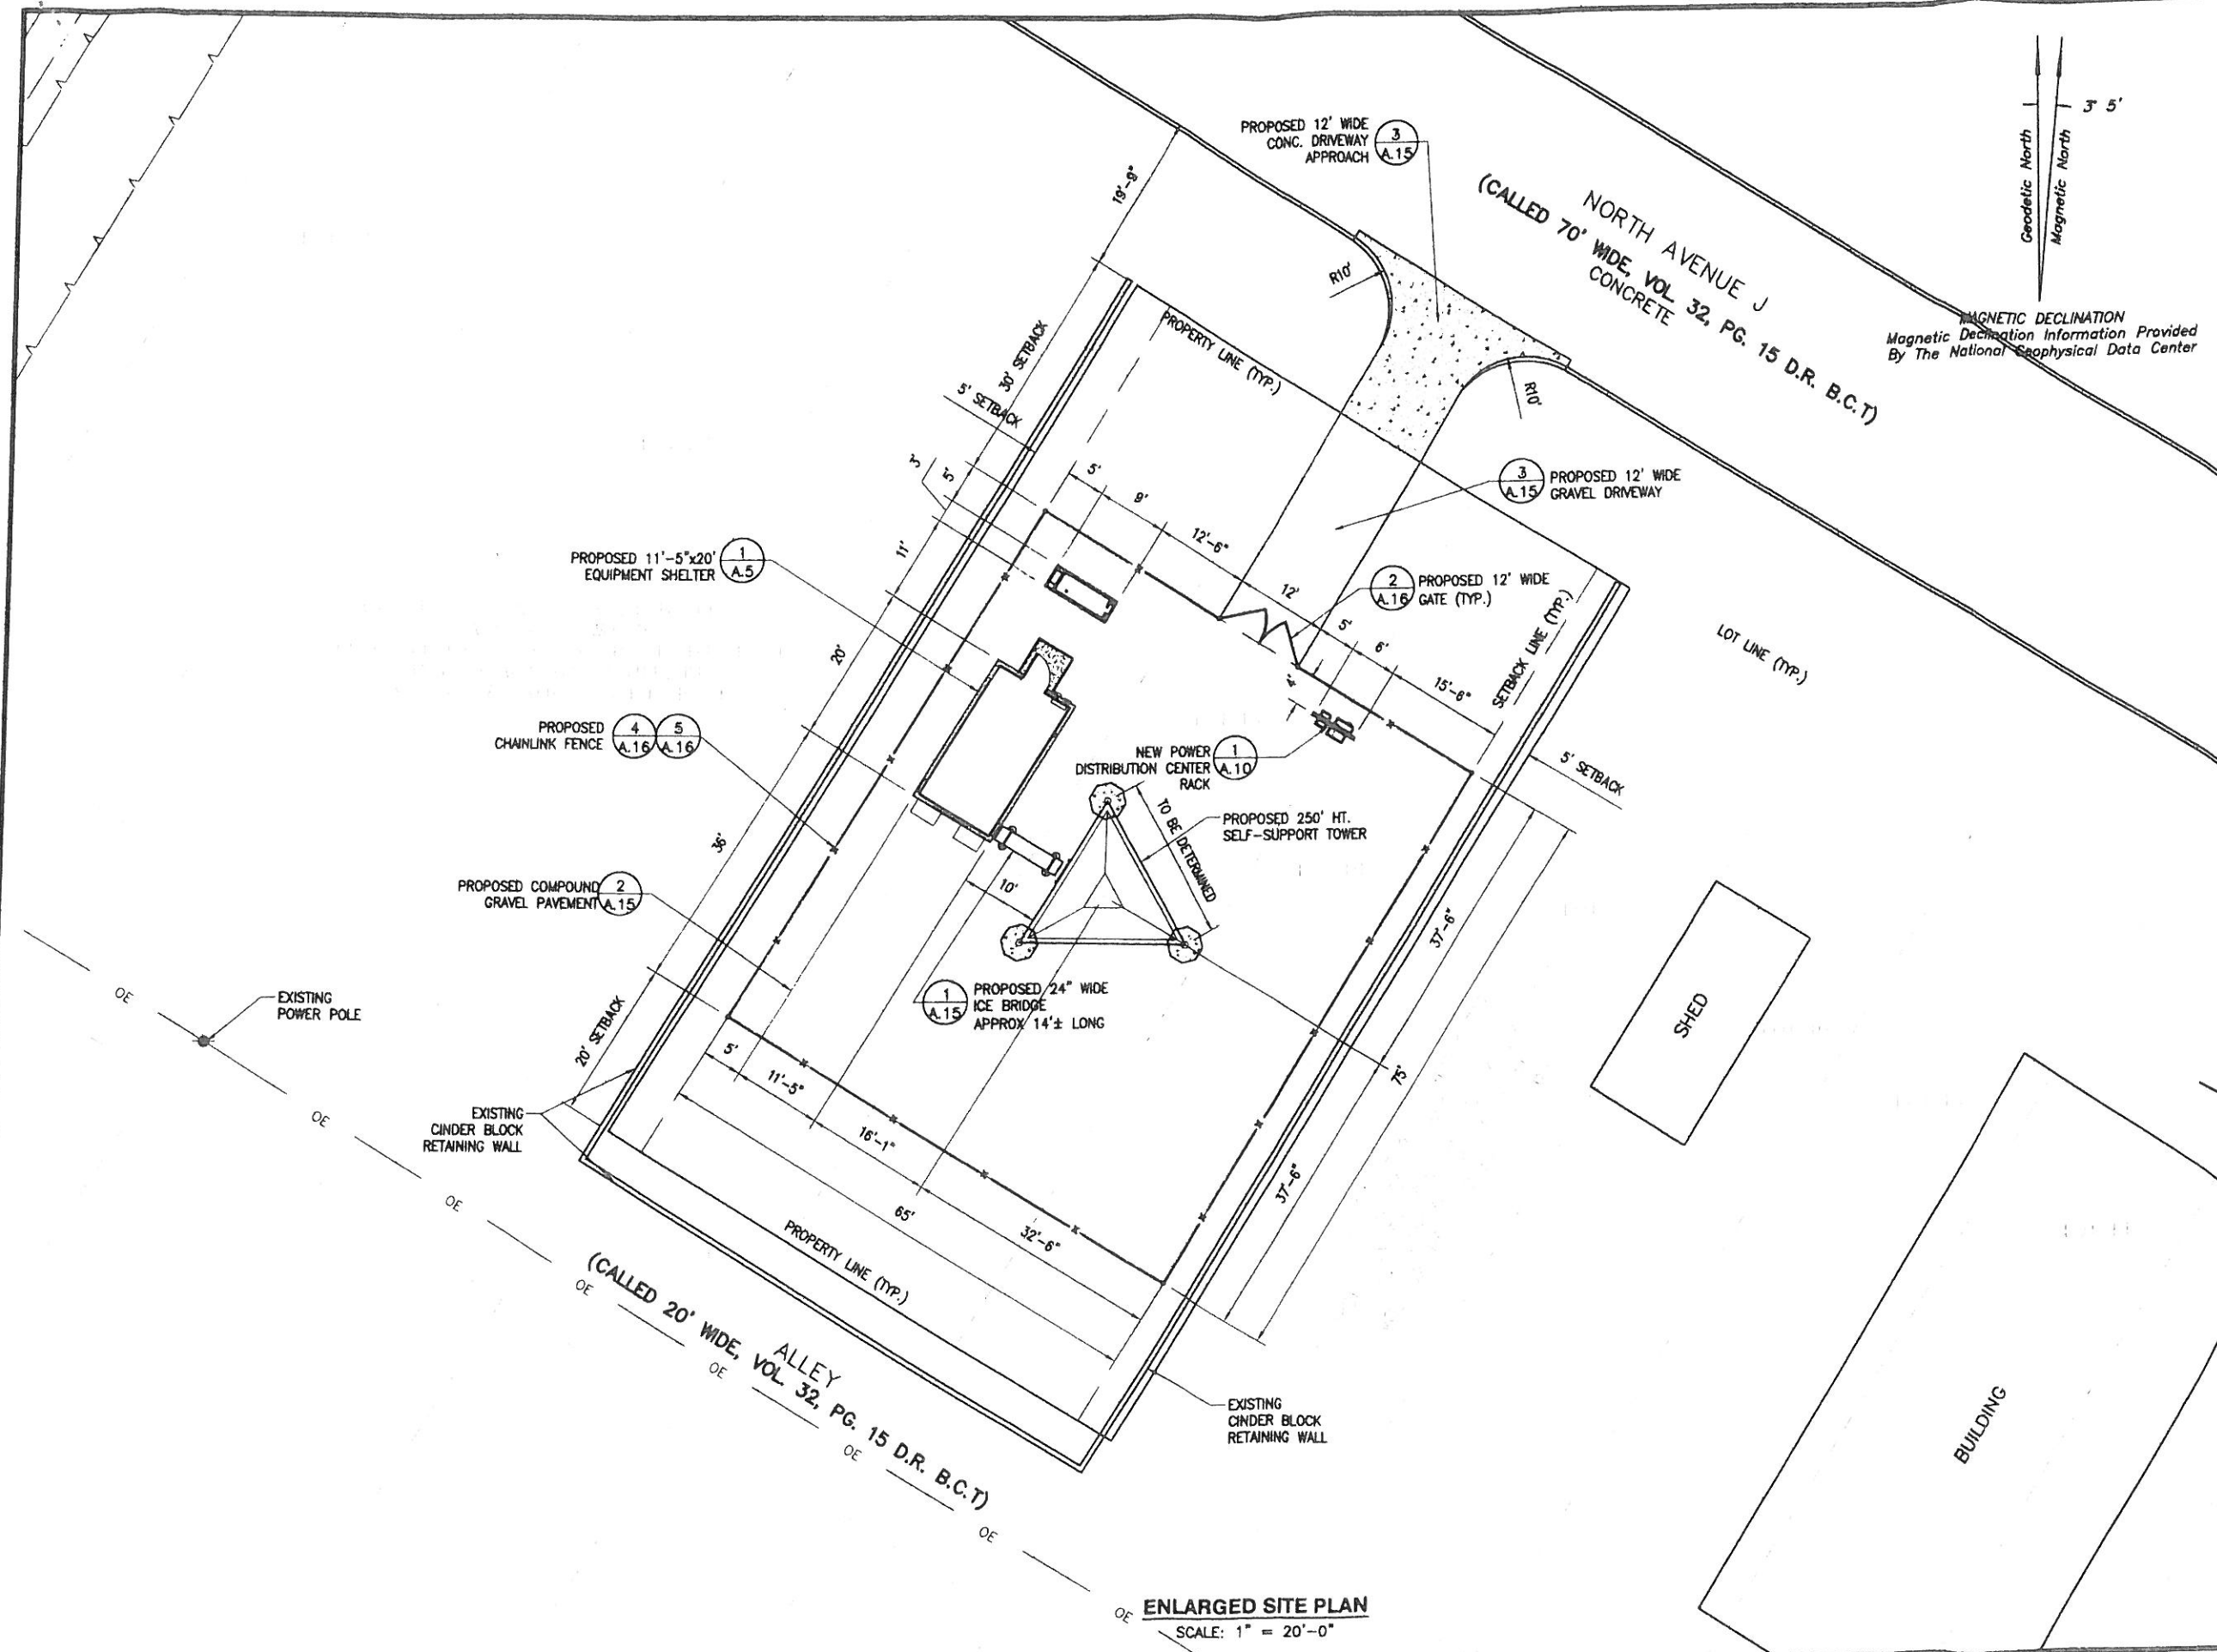 PROPOSED 12' WIDE
CONC. DRIVEWAY
APPROACH
3
A.15
3° 5'
Geodetic North
Magnetic North
MAGNETIC DECLINATION
Magnetic Declination Information Provided
By The National Geophysical Data Center
NORTH AVENUE J
(CALLED 70' WIDE, VOL. 32, PG. 15 D.R. B.C.T)
CONCRETE
19'-9"
R10'
R10'
PROPERTY LINE (TYP.)
30' SETBACK
5' SETBACK
3'
5'
11'
20'
36'
20' SETBACK
5'
9'
12'-6"
12'
5'
6'
15'-6"
4'
3
A.15
PROPOSED 12' WIDE
GRAVEL DRIVEWAY
2
A.16
PROPOSED 12' WIDE
GATE (TYP.)
SETBACK LINE (TYP.)
LOT LINE (TYP.)
5' SETBACK
PROPOSED 11'-5"x20'
EQUIPMENT SHELTER
1
A.5
PROPOSED
CHAINLINK FENCE
4
A.16
5
A.16
NEW POWER
DISTRIBUTION CENTER
RACK
1
A.10
TO BE DETERMINED
PROPOSED 250' HT.
SELF-SUPPORT TOWER
PROPOSED COMPOUND
GRAVEL PAVEMENT
2
A.15
10'
1
A.15
PROPOSED 24" WIDE
ICE BRIDGE
APPROX 14'± LONG
37'-6"
75'
37'-6"
SHED
BUILDING
EXISTING
POWER POLE
EXISTING
CINDER BLOCK
RETAINING WALL
5'
11'-5"
16'-1"
32'-6"
65'
PROPERTY LINE (TYP.)
EXISTING
CINDER BLOCK
RETAINING WALL
ALLEY
(CALLED 20' WIDE, VOL. 32, PG. 15 D.R. B.C.T)
OE
OE
OE
OE
OE
OE
OE
OE
ENLARGED SITE PLAN
SCALE: 1" = 20'-0"